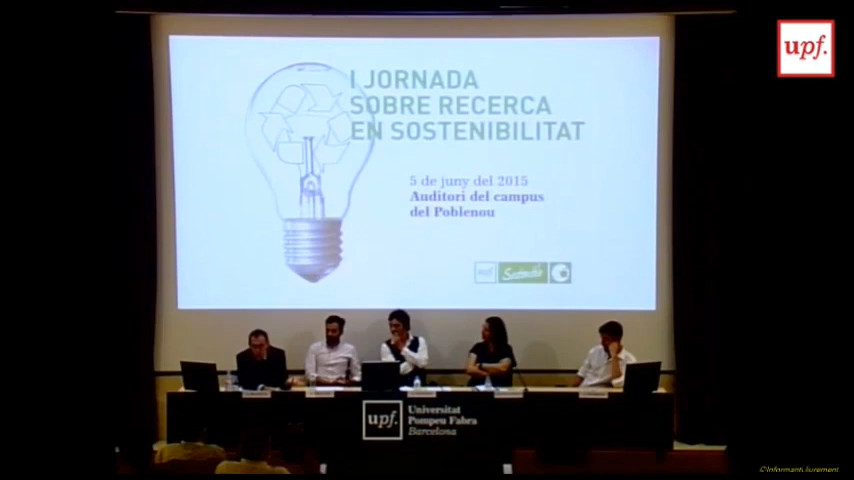 upf.
I JORNADA
SOBRE RECERCA
EN SOSTENIBILITAT
5 de juny del 2015
Auditori del campus
del Poblenou
upf
upf.
Universitat
Pompeu Fabra
Barcelona